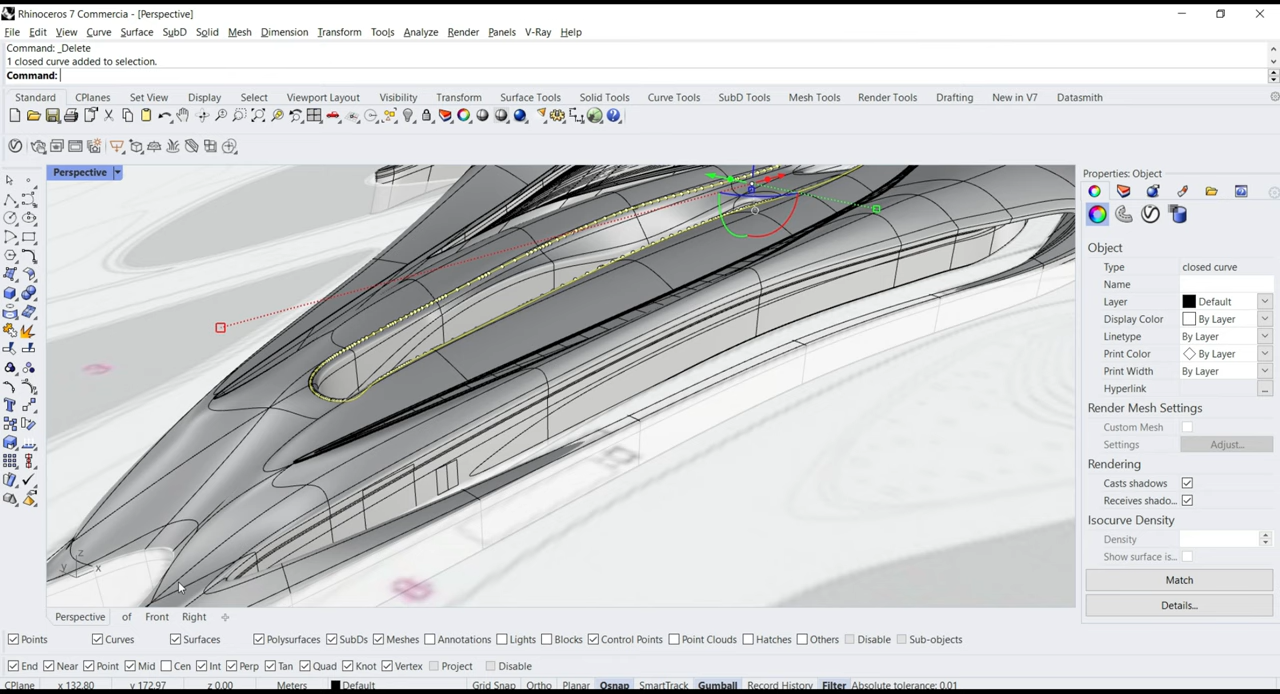 Rhinoceros 7 Commercia - [Perspective]
File Edit View Curve Surface SubD Solid Mesh Dimension Transform Tools Analyze Render Panels V-Ray Help
Command: _Delete
1 closed curve added to selection.
Command:
Standard CPlanes Set View Display Select Viewport Layout Visibility Transform Surface Tools Solid Tools Curve Tools SubD Tools Mesh Tools Render Tools Drafting New in V7 Datasmith
Perspective
Properties: Object
Object
Type closed curve
Name
Layer Default
Display Color By Layer
Linetype By Layer
Print Color By Layer
Print Width By Layer
Hyperlink ...
Render Mesh Settings
Custom Mesh
Settings Adjust...
Rendering
Casts shadows
Receives shado...
Isocurve Density
Density
Show surface is...
Match
Details...
z
y x
Perspective of Front Right
Points Curves Surfaces Polysurfaces SubDs Meshes Annotations Lights Blocks Control Points Point Clouds Hatches Others Disable Sub-objects
End Near Point Mid Cen Int Perp Tan Quad Knot Vertex Project Disable
CPlane x 132.80 y 172.97 z 0.00 Meters Default Grid Snap Ortho Planar Osnap SmartTrack Gumball Record History Filter Absolute tolerance: 0.01